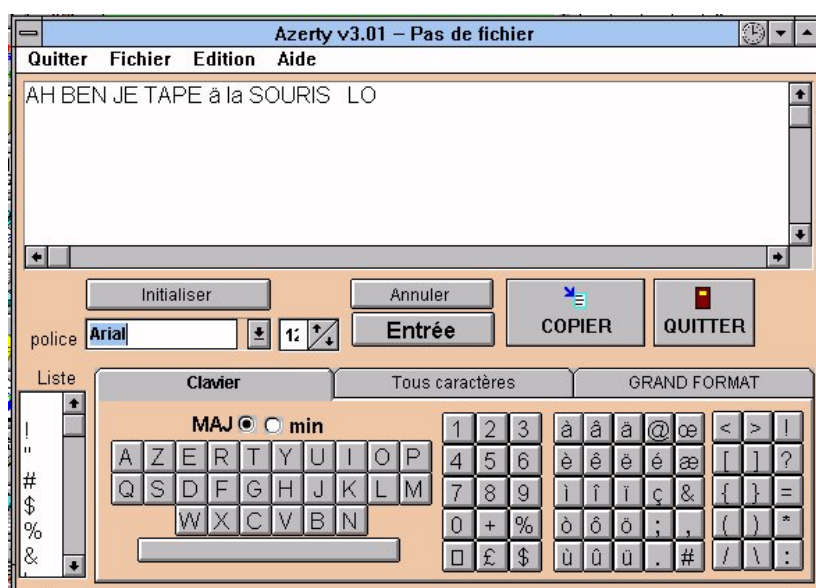 Azerty v3.01 – Pas de fichier
Quitter Fichier Edition Aide
AH BEN JE TAPE ä la SOURIS LO
Initialiser Annuler COPIER QUITTER
police Arial 12 Entrée
Liste Clavier Tous caractères GRAND FORMAT
MAJ min
! " # $ % &
A Z E R T Y U I O P
Q S D F G H J K L M
W X C V B N
1 2 3 à â ä @ œ < > !
4 5 6 è ê ë é æ [ ] ?
7 8 9 ì î ï ç & { } =
0 + % ò ô ö ; , ( ) *
£ $ ù û ü . # / \ :